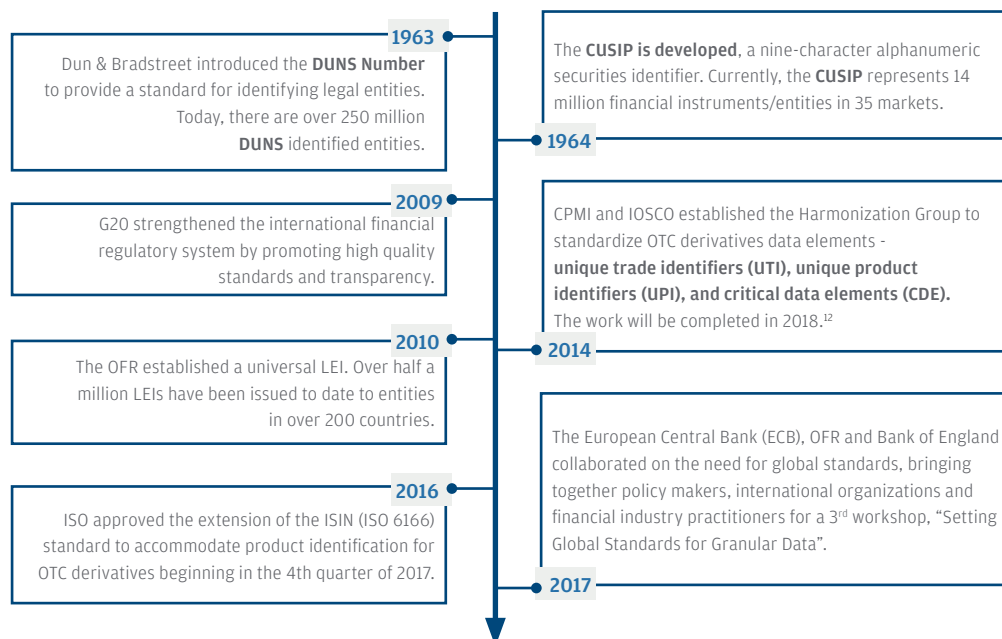 1963
Dun & Bradstreet introduced the DUNS Number
to provide a standard for identifying legal entities.
Today, there are over 250 million
DUNS identified entities.
The CUSIP is developed, a nine-character alphanumeric
securities identifier. Currently, the CUSIP represents 14
million financial instruments/entities in 35 markets.
1964
2009
G20 strengthened the international financial
regulatory system by promoting high quality
standards and transparency.
CPMI and IOSCO established the Harmonization Group to
standardize OTC derivatives data elements -
unique trade identifiers (UTI), unique product
identifiers (UPI), and critical data elements (CDE).
The work will be completed in 2018.12
2014
2010
The OFR established a universal LEI. Over half a
million LEIs have been issued to date to entities
in over 200 countries.
The European Central Bank (ECB), OFR and Bank of England
collaborated on the need for global standards, bringing
together policy makers, international organizations and
financial industry practitioners for a 3rd workshop, “Setting
Global Standards for Granular Data”.
2017
2016
ISO approved the extension of the ISIN (ISO 6166)
standard to accommodate product identification for
OTC derivatives beginning in the 4th quarter of 2017.